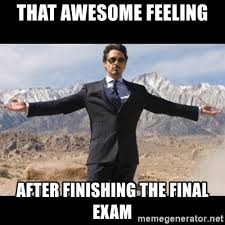 THAT AWESOME FEELING
AFTER FINISHING THE FINAL
EXAM
memegenerator.net